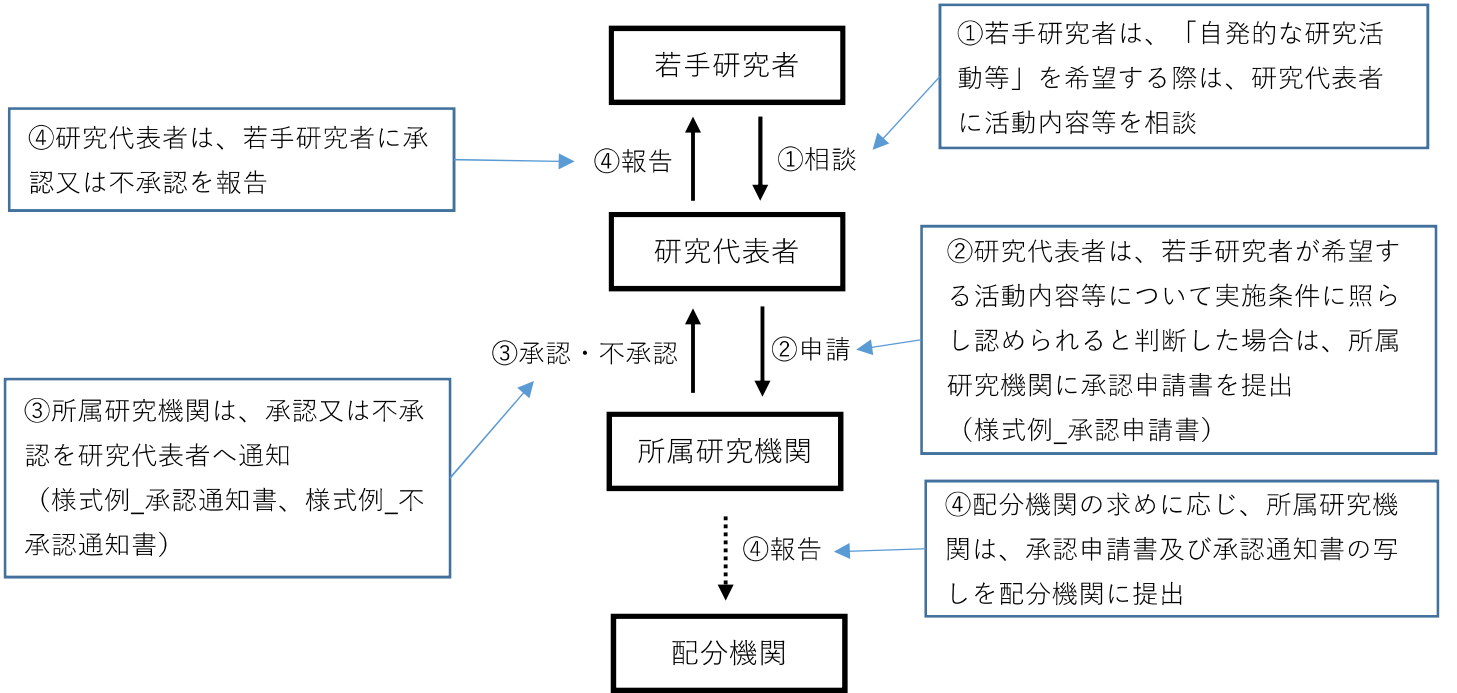 若手研究者
①若手研究者は、「自発的な研究活
動等」を希望する際は、研究代表者
に活動内容等を相談
④研究代表者は、若手研究者に承
認又は不承認を報告
④報告
①相談
研究代表者
②研究代表者は、若手研究者が希望す
る活動内容等について実施条件に照ら
し認められると判断した場合は、所属
研究機関に承認申請書を提出
（様式例_承認申請書）
③承認・不承認
②申請
③所属研究機関は、承認又は不承
認を研究代表者へ通知
（様式例_承認通知書、様式例_不
承認通知書）
所属研究機関
④配分機関の求めに応じ、所属研究機
関は、承認申請書及び承認通知書の写
しを配分機関に提出
④報告
配分機関